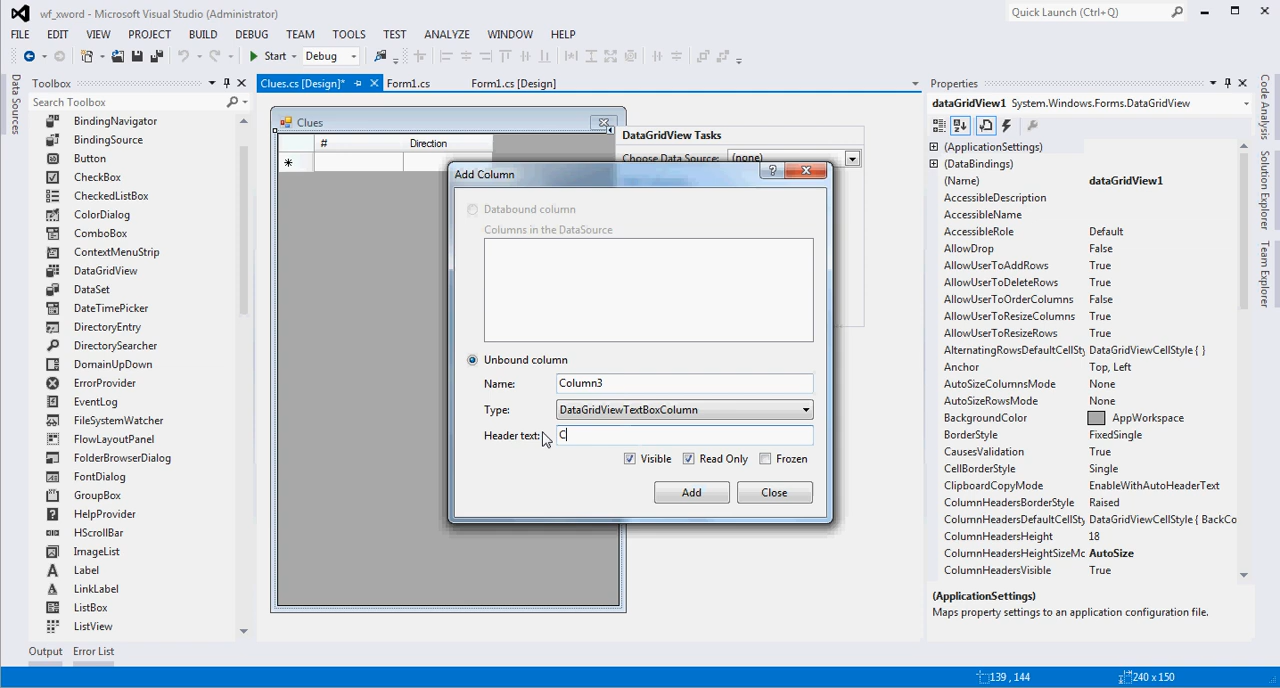 wf_xword - Microsoft Visual Studio (Administrator)
Quick Launch (Ctrl+Q)
FILE EDIT VIEW PROJECT BUILD DEBUG TEAM TOOLS TEST ANALYZE WINDOW HELP
Start Debug
Data Sources
Toolbox
Search Toolbox
BindingNavigator
BindingSource
Button
CheckBox
CheckedListBox
ColorDialog
ComboBox
ContextMenuStrip
DataGridView
DataSet
DateTimePicker
DirectoryEntry
DirectorySearcher
DomainUpDown
ErrorProvider
EventLog
FileSystemWatcher
FlowLayoutPanel
FolderBrowserDialog
FontDialog
GroupBox
HelpProvider
HScrollBar
ImageList
Label
LinkLabel
ListBox
ListView
Output Error List
Clues.cs [Design]* Form1.cs Form1.cs [Design]
Clues
# Direction
DataGridView Tasks
Choose Data Source: (none)
Add Column
Databound column
Columns in the DataSource
Unbound column
Name: Column3
Type: DataGridViewTextBoxColumn
Header text: C
Visible Read Only Frozen
Add Close
Properties
dataGridView1 System.Windows.Forms.DataGridView
(ApplicationSettings)
(DataBindings)
(Name) dataGridView1
AccessibleDescription
AccessibleName
AccessibleRole Default
AllowDrop False
AllowUserToAddRows True
AllowUserToDeleteRows True
AllowUserToOrderColumns False
AllowUserToResizeColumns True
AllowUserToResizeRows True
AlternatingRowsDefaultCellSty DataGridViewCellStyle { }
Anchor Top, Left
AutoSizeColumnsMode None
AutoSizeRowsMode None
BackgroundColor AppWorkspace
BorderStyle FixedSingle
CausesValidation True
CellBorderStyle Single
ClipboardCopyMode EnableWithAutoHeaderText
ColumnHeadersBorderStyle Raised
ColumnHeadersDefaultCellSty DataGridViewCellStyle { BackCo
ColumnHeadersHeight 18
ColumnHeadersHeightSizeMc AutoSize
ColumnHeadersVisible True
(ApplicationSettings)
Maps property settings to an application configuration file.
Code Analysis
Solution Explorer
Team Explorer
139 , 144 240 x 150